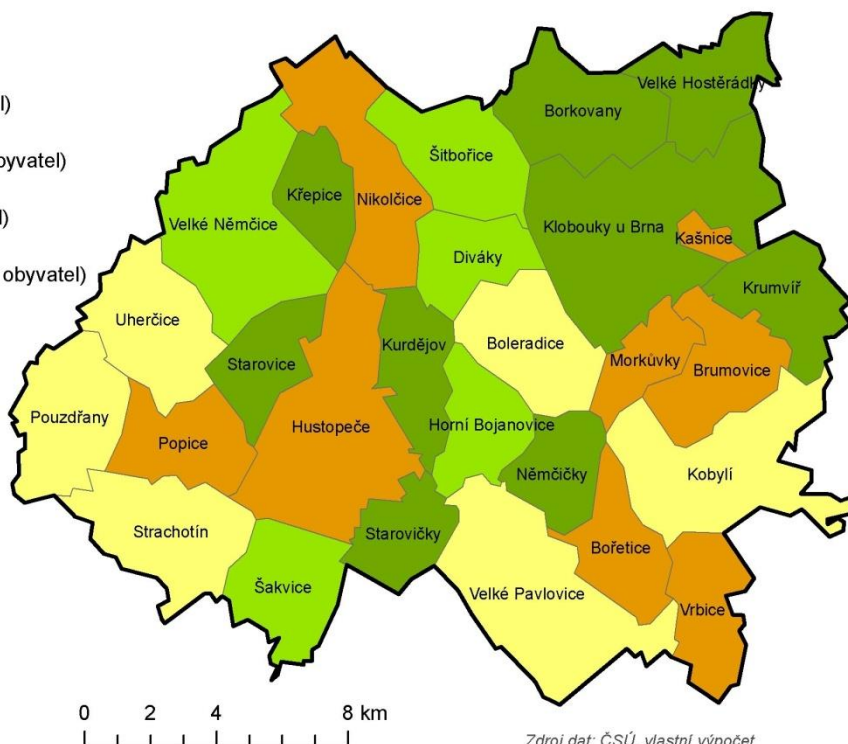 l)
byvatel)
l)
obyvatel)
Velké Hostěrádky
Borkovany
Šitbořice
Křepice
Nikolčice
Velké Němčice
Klobouky u Brna
Kašnice
Diváky
Krumvíř
Uherčice
Kurdějov
Boleradice
Starovice
Morkůvky
Brumovice
Pouzdřany
Popice
Hustopeče
Horní Bojanovice
Němčičky
Kobylí
Strachotín
Starovičky
Bořetice
Šakvice
Velké Pavlovice
Vrbice
0 2 4 8 km
Zdroj dat: ČSÚ, vlastní výpočet